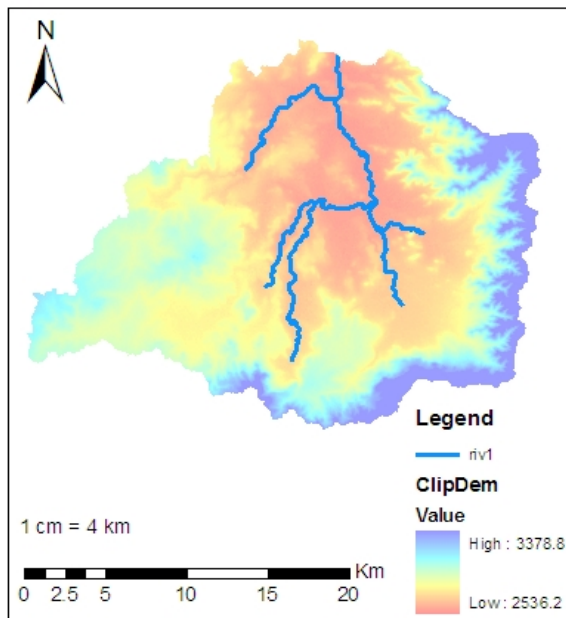 N
Legend
riv1
ClipDem
Value
High : 3378.8
Low : 2536.2
1 cm = 4 km
Km
0 2.5 5 10 15 20